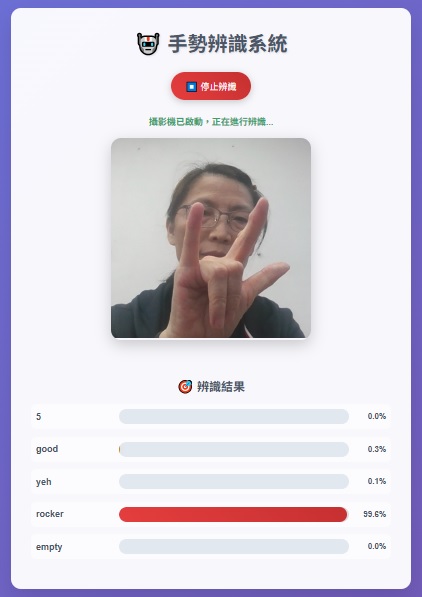 手勢辨識系統
停止辨識
攝影機已啟動，正在進行辨識...
辨識結果
5 0.0%
good 0.3%
yeh 0.1%
rocker 99.6%
empty 0.0%